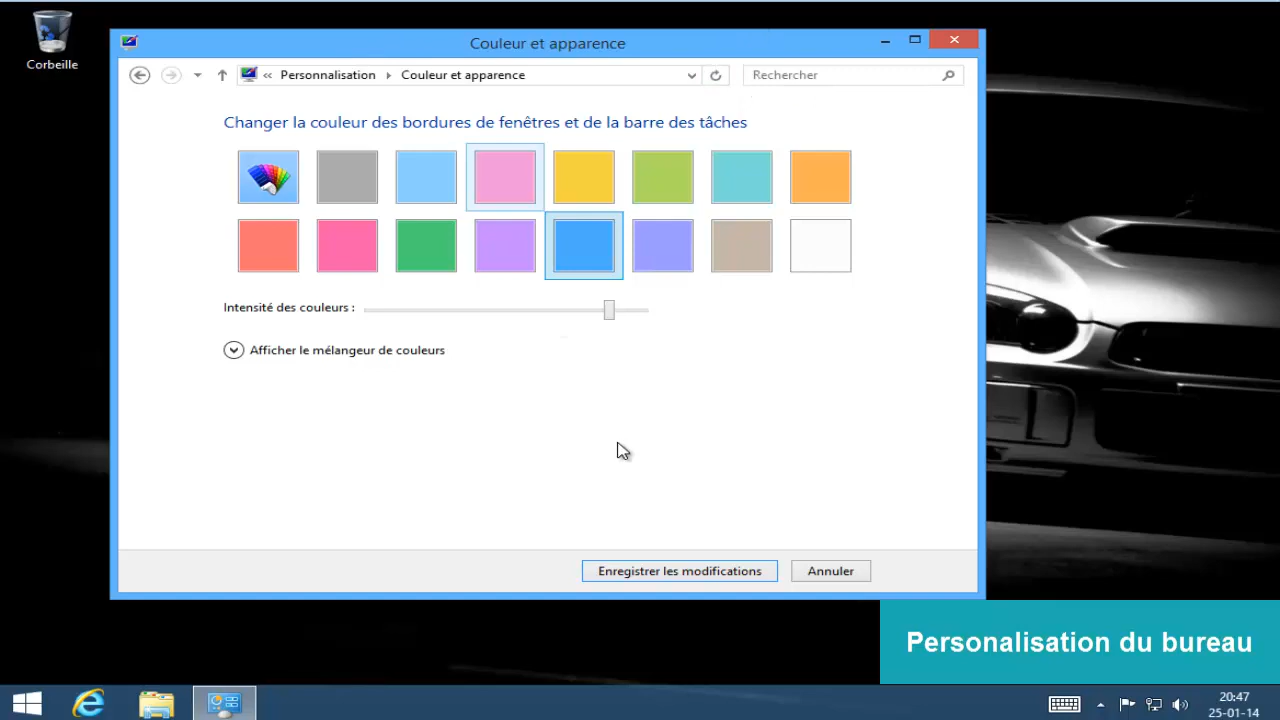 Corbeille
Couleur et apparence
Personnalisation
Couleur et apparence
Rechercher
Changer la couleur des bordures de fenêtres et de la barre des tâches
Intensité des couleurs :
Afficher le mélangeur de couleurs
Enregistrer les modifications
Annuler
Personalisation du bureau
20:47
25-01-14